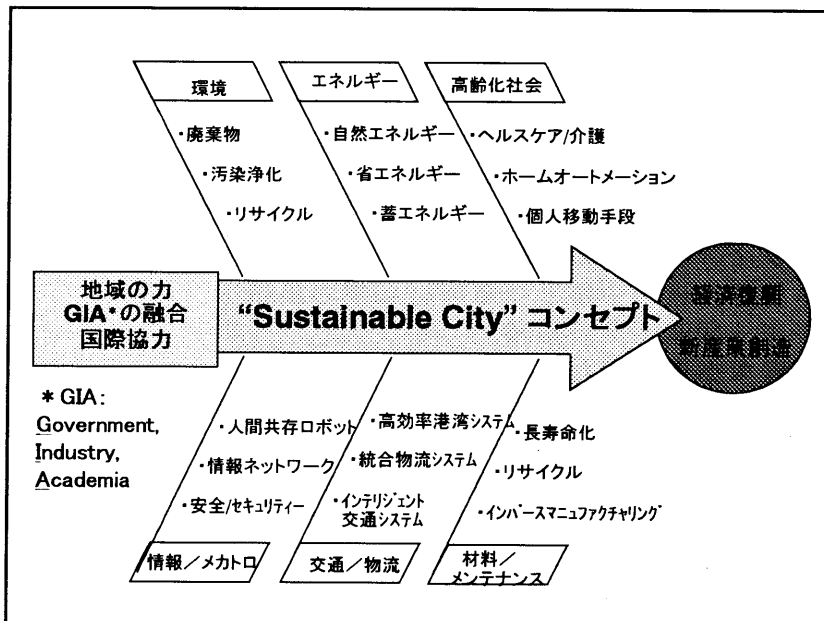 環境
・廃棄物
・汚染浄化
・リサイクル
エネルギー
・自然エネルギー
・省エネルギー
・蓄エネルギー
高齢化社会
・ヘルスケア/介護
・ホームオートメーション
・個人移動手段
地域の力
GIA*の融合
国際協力
“Sustainable City” コンセプト
経済復興
新産業創造
* GIA:
Government,
Industry,
Academia
・人間共存ロボット
・情報ネットワーク
・安全/セキュリティー
情報／メカトロ
・高効率港湾システム
・統合物流システム
・インテリジェント
交通システム
交通／物流
・長寿命化
・リサイクル
・インバースマニュファクチャリング
材料／
メンテナンス